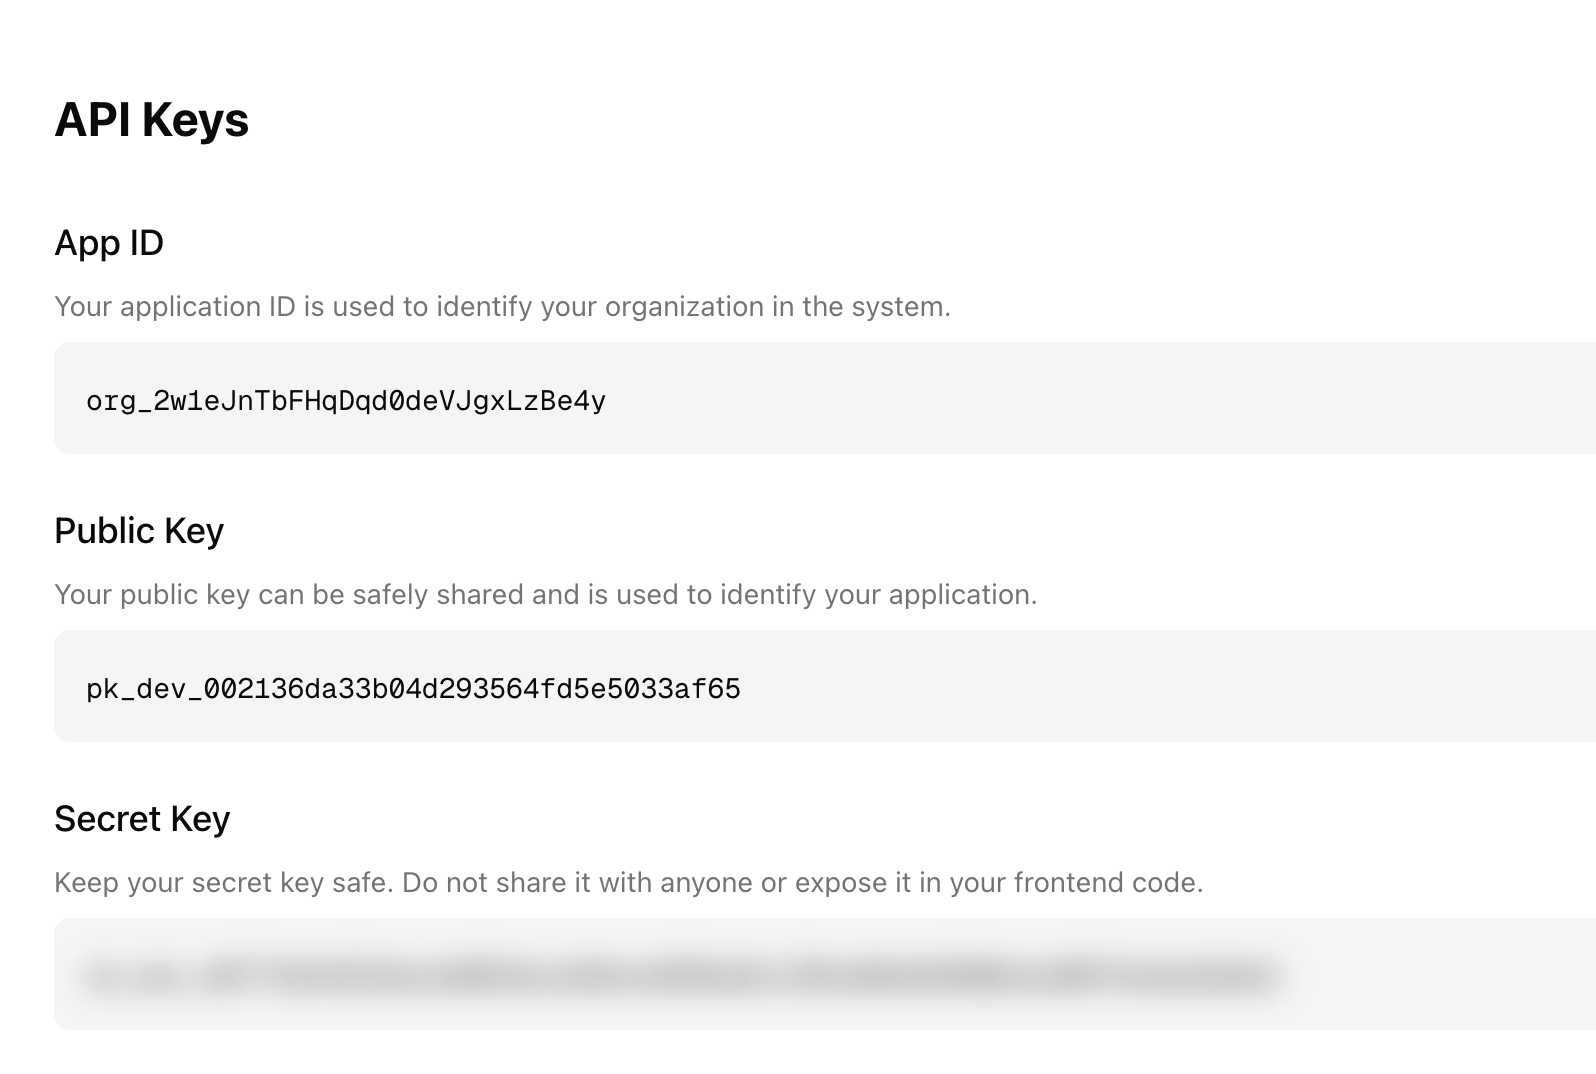 API Keys
App ID
Your application ID is used to identify your organization in the system.
org_2w1eJnTbFHqDqd0deVJgxLzBe4y
Public Key
Your public key can be safely shared and is used to identify your application.
pk_dev_002136da33b04d293564fd5e5033af65
Secret Key
Keep your secret key safe. Do not share it with anyone or expose it in your frontend code.